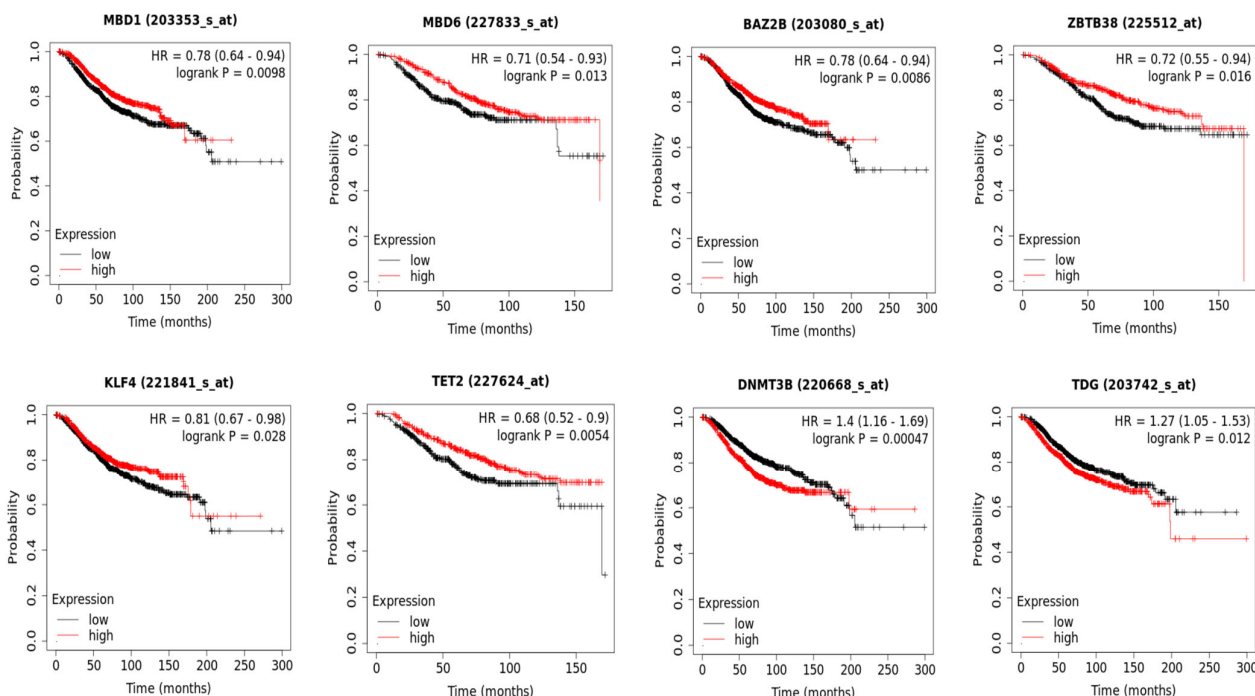 MBD1 (203353_s_at)
HR = 0.78 (0.64 - 0.94)
logrank P = 0.0098
Probability
0.0 0.2 0.4 0.6 0.8 1.0
Expression
low
high
0 50 100 150 200 250 300
Time (months)
MBD6 (227833_s_at)
HR = 0.71 (0.54 - 0.93)
logrank P = 0.013
Probability
0.0 0.2 0.4 0.6 0.8 1.0
Expression
low
high
0 50 100 150
Time (months)
BAZ2B (203080_s_at)
HR = 0.78 (0.64 - 0.94)
logrank P = 0.0086
Probability
0.0 0.2 0.4 0.6 0.8 1.0
Expression
low
high
0 50 100 150 200 250 300
Time (months)
ZBTB38 (225512_at)
HR = 0.72 (0.55 - 0.94)
logrank P = 0.016
Probability
0.0 0.2 0.4 0.6 0.8 1.0
Expression
low
high
0 50 100 150
Time (months)
KLF4 (221841_s_at)
HR = 0.81 (0.67 - 0.98)
logrank P = 0.028
Probability
0.0 0.2 0.4 0.6 0.8 1.0
Expression
low
high
0 50 100 150 200 250 300
Time (months)
TET2 (227624_at)
HR = 0.68 (0.52 - 0.9)
logrank P = 0.0054
Probability
0.0 0.2 0.4 0.6 0.8 1.0
Expression
low
high
0 50 100 150
Time (months)
DNMT3B (220668_s_at)
HR = 1.4 (1.16 - 1.69)
logrank P = 0.00047
Probability
0.0 0.2 0.4 0.6 0.8 1.0
Expression
low
high
0 50 100 150 200 250 300
Time (months)
TDG (203742_s_at)
HR = 1.27 (1.05 - 1.53)
logrank P = 0.012
Probability
0.0 0.2 0.4 0.6 0.8 1.0
Expression
low
high
0 50 100 150 200 250 300
Time (months)